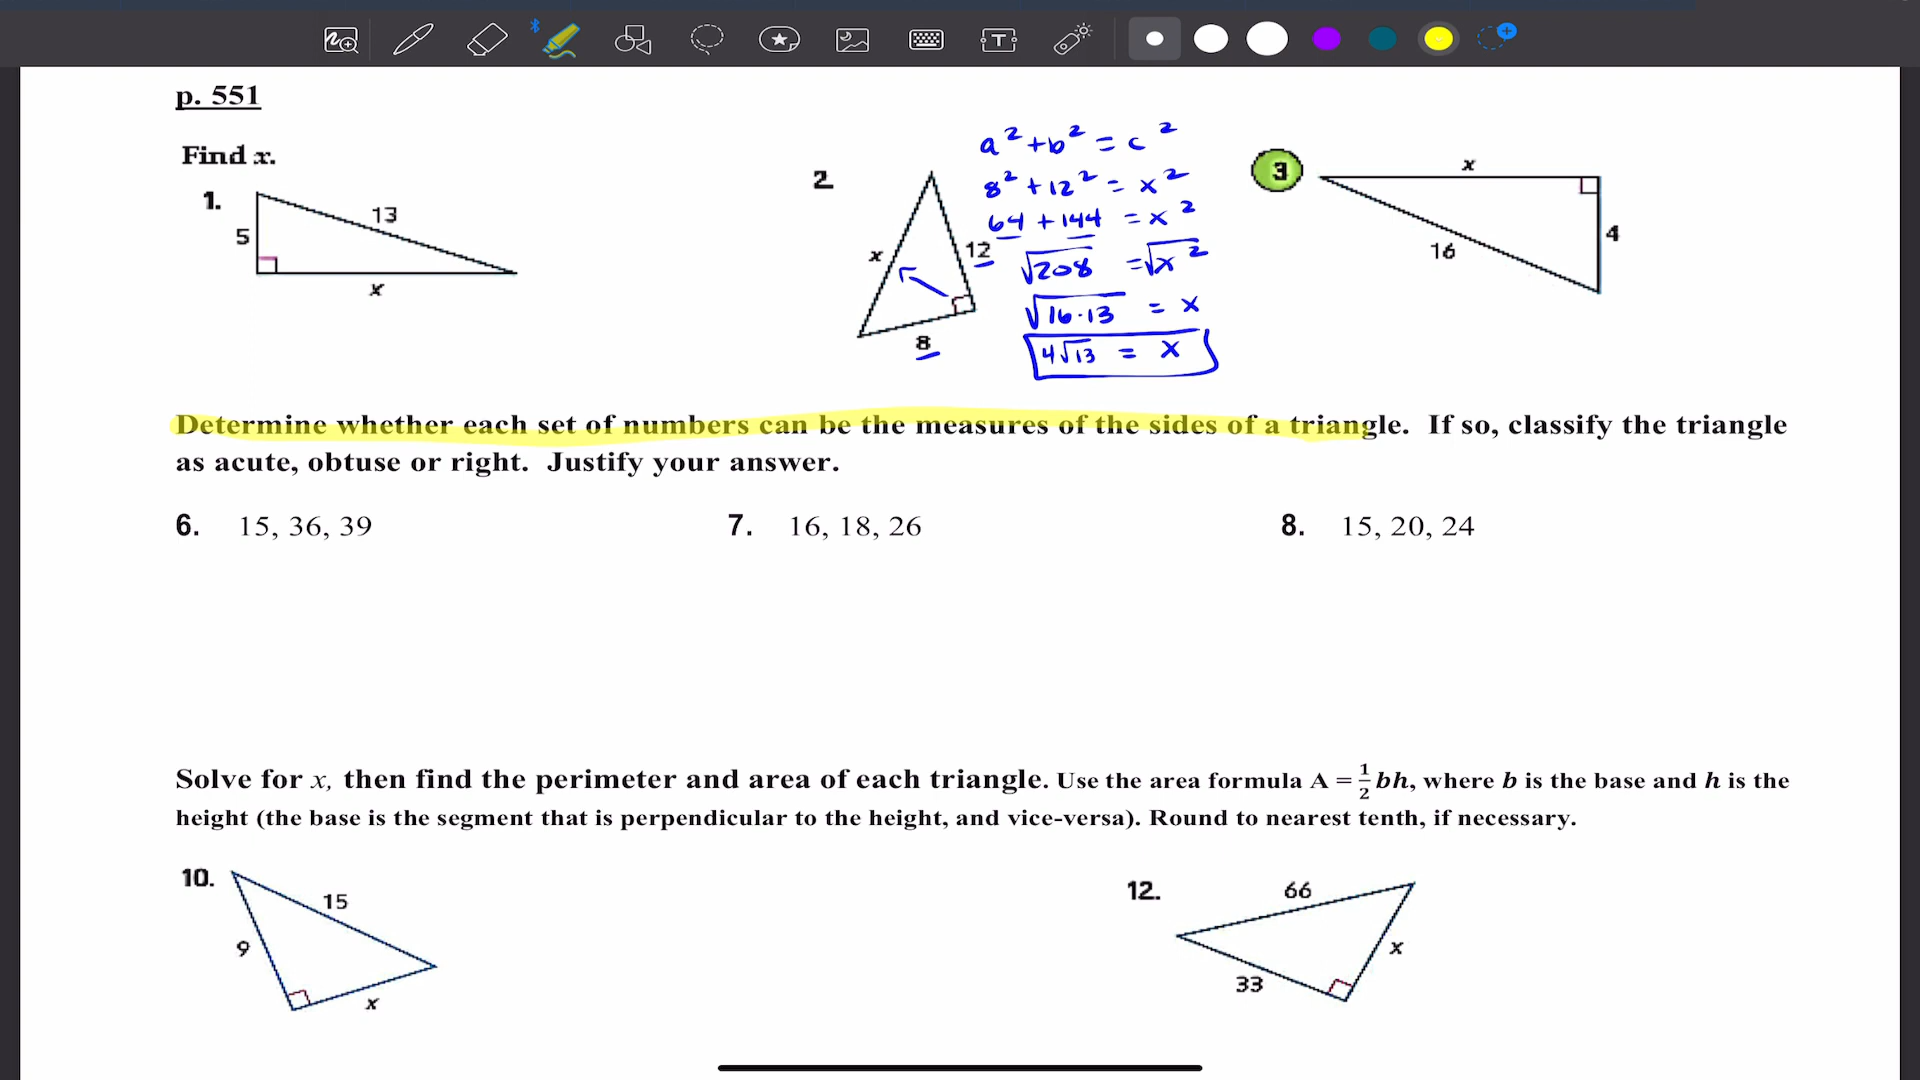 p. 551
Find x.
1.
5
13
x
2
x
12
8
a² + b² = c²
8² + 12² = x²
64 + 144 = x²
√208 = √x²
√16·13 = x
4√13 = x
3
x
16
4
Determine whether each set of numbers can be the measures of the sides of a triangle. If so, classify the triangle
as acute, obtuse or right. Justify your answer.
6. 15, 36, 39
7. 16, 18, 26
8. 15, 20, 24
Solve for x, then find the perimeter and area of each triangle. Use the area formula A = 1/2 bh, where b is the base and h is the
height (the base is the segment that is perpendicular to the height, and vice-versa). Round to nearest tenth, if necessary.
10.
15
9
x
12.
66
x
33